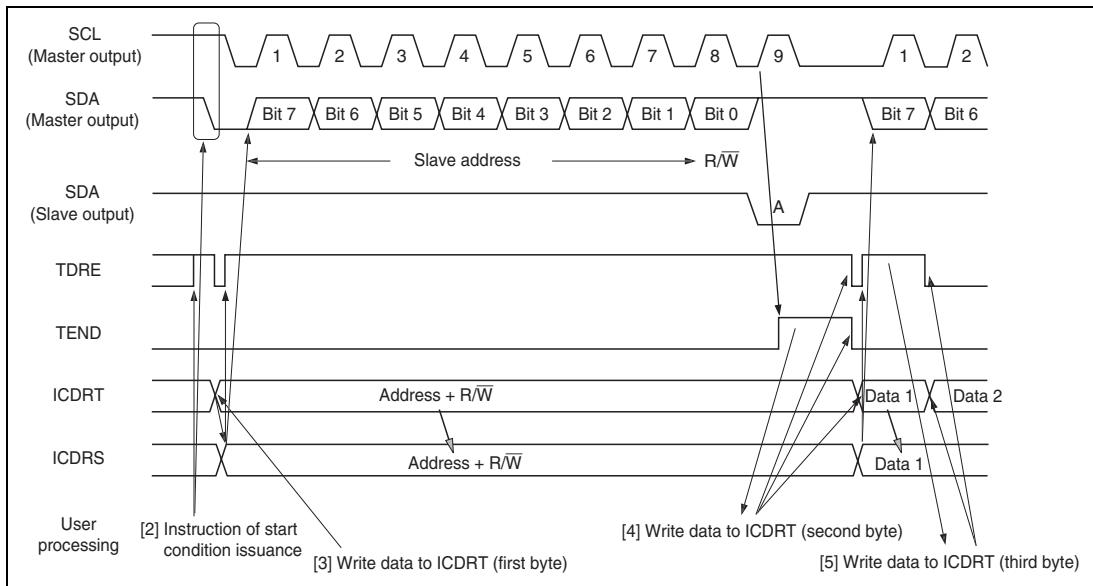 SCL
(Master output)
1 2 3 4 5 6 7 8 9 1 2
SDA
(Master output)
Bit 7 Bit 6 Bit 5 Bit 4 Bit 3 Bit 2 Bit 1 Bit 0 Bit 7 Bit 6
Slave address R/W̅
SDA
(Slave output)
A
TDRE
TEND
ICDRT
Address + R/W̅ Data 1 Data 2
ICDRS
Address + R/W̅ Data 1
User
processing
[2] Instruction of start
condition issuance
[3] Write data to ICDRT (first byte)
[4] Write data to ICDRT (second byte)
[5] Write data to ICDRT (third byte)